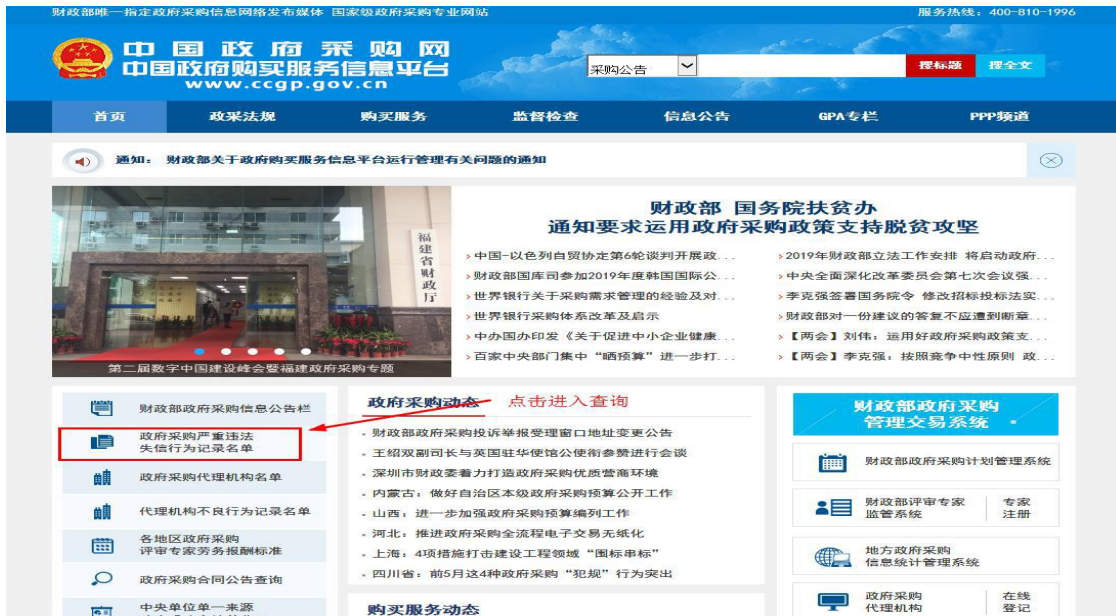 财政部唯一指定政府采购信息网络发布媒体 国家级政府采购专业网站
服务热线：400-810-1996
中国政府采购网
中国政府购买服务信息平台
www.ccgp.gov.cn
采购公告
搜标题 搜全文
首页 政采法规 购买服务 监督检查 信息公告 GPA专栏 PPP频道
通知： 财政部关于政府购买服务信息平台运行管理有关问题的通知
福建省财政厅
第二届数字中国建设峰会暨福建政府采购专题
财政部 国务院扶贫办
通知要求运用政府采购政策支持脱贫攻坚
中国-以色列自贸协定第6轮谈判开展政...
财政部国库司参加2019年度韩国国际公...
世界银行关于采购需求管理的经验及对...
世界银行采购体系改革及启示
中办国办印发《关于促进中小企业健康...
百家中央部门集中“晒预算”进一步打...
2019年财政部立法工作安排 将启动政府...
中央全面深化改革委员会第七次会议强...
李克强签署国务院令 修改招标投标法实...
财政部对一份建议的答复不应遭到断章...
【两会】刘伟：运用好政府采购政策支...
【两会】李克强：按照竞争中性原则 政...
财政部政府采购信息公告栏
政府采购严重违法
失信行为记录名单
政府采购代理机构名单
代理机构不良行为记录名单
各地区政府采购
评审专家劳务报酬标准
政府采购合同公告查询
中央单位单一来源
政府采购动态
点击进入查询
财政部政府采购投诉举报受理窗口地址变更公告
王绍双副司长与英国驻华使馆公使衔参赞进行会谈
深圳市财政委着力打造政府采购优质营商环境
内蒙古：做好自治区本级政府采购预算公开工作
山西：进一步加强政府采购预算编列工作
河北：推进政府采购全流程电子交易无纸化
上海：4项措施打击建设工程领域“围标串标”
四川省：前5月这4种政府采购“犯规”行为突出
购买服务动态
财政部政府采购
管理交易系统
财政部政府采购计划管理系统
财政部评审专家
监管系统
专家
注册
地方政府采购
信息统计管理系统
政府采购
代理机构
在线
登记